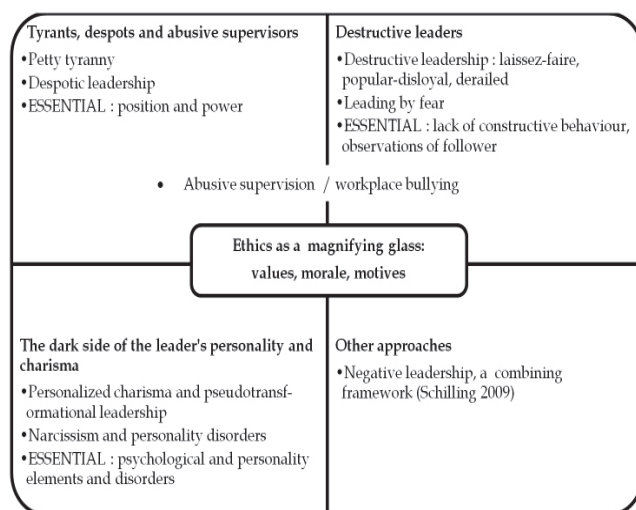 Tyrants, despots and abusive supervisors
•Petty tyranny
•Despotic leadership
•ESSENTIAL : position and power
Destructive leaders
•Destructive leadership : laissez-faire,
popular-disloyal, derailed
•Leading by fear
•ESSENTIAL : lack of constructive behaviour,
observations of follower
• Abusive supervision / workplace bullying
Ethics as a magnifying glass:
values, morale, motives
The dark side of the leader's personality and
charisma
•Personalized charisma and pseudotransf-
ormational leadership
•Narcissism and personality disorders
•ESSENTIAL : psychological and personality
elements and disorders
Other approaches
•Negative leadership, a combining
framework (Schilling 2009)